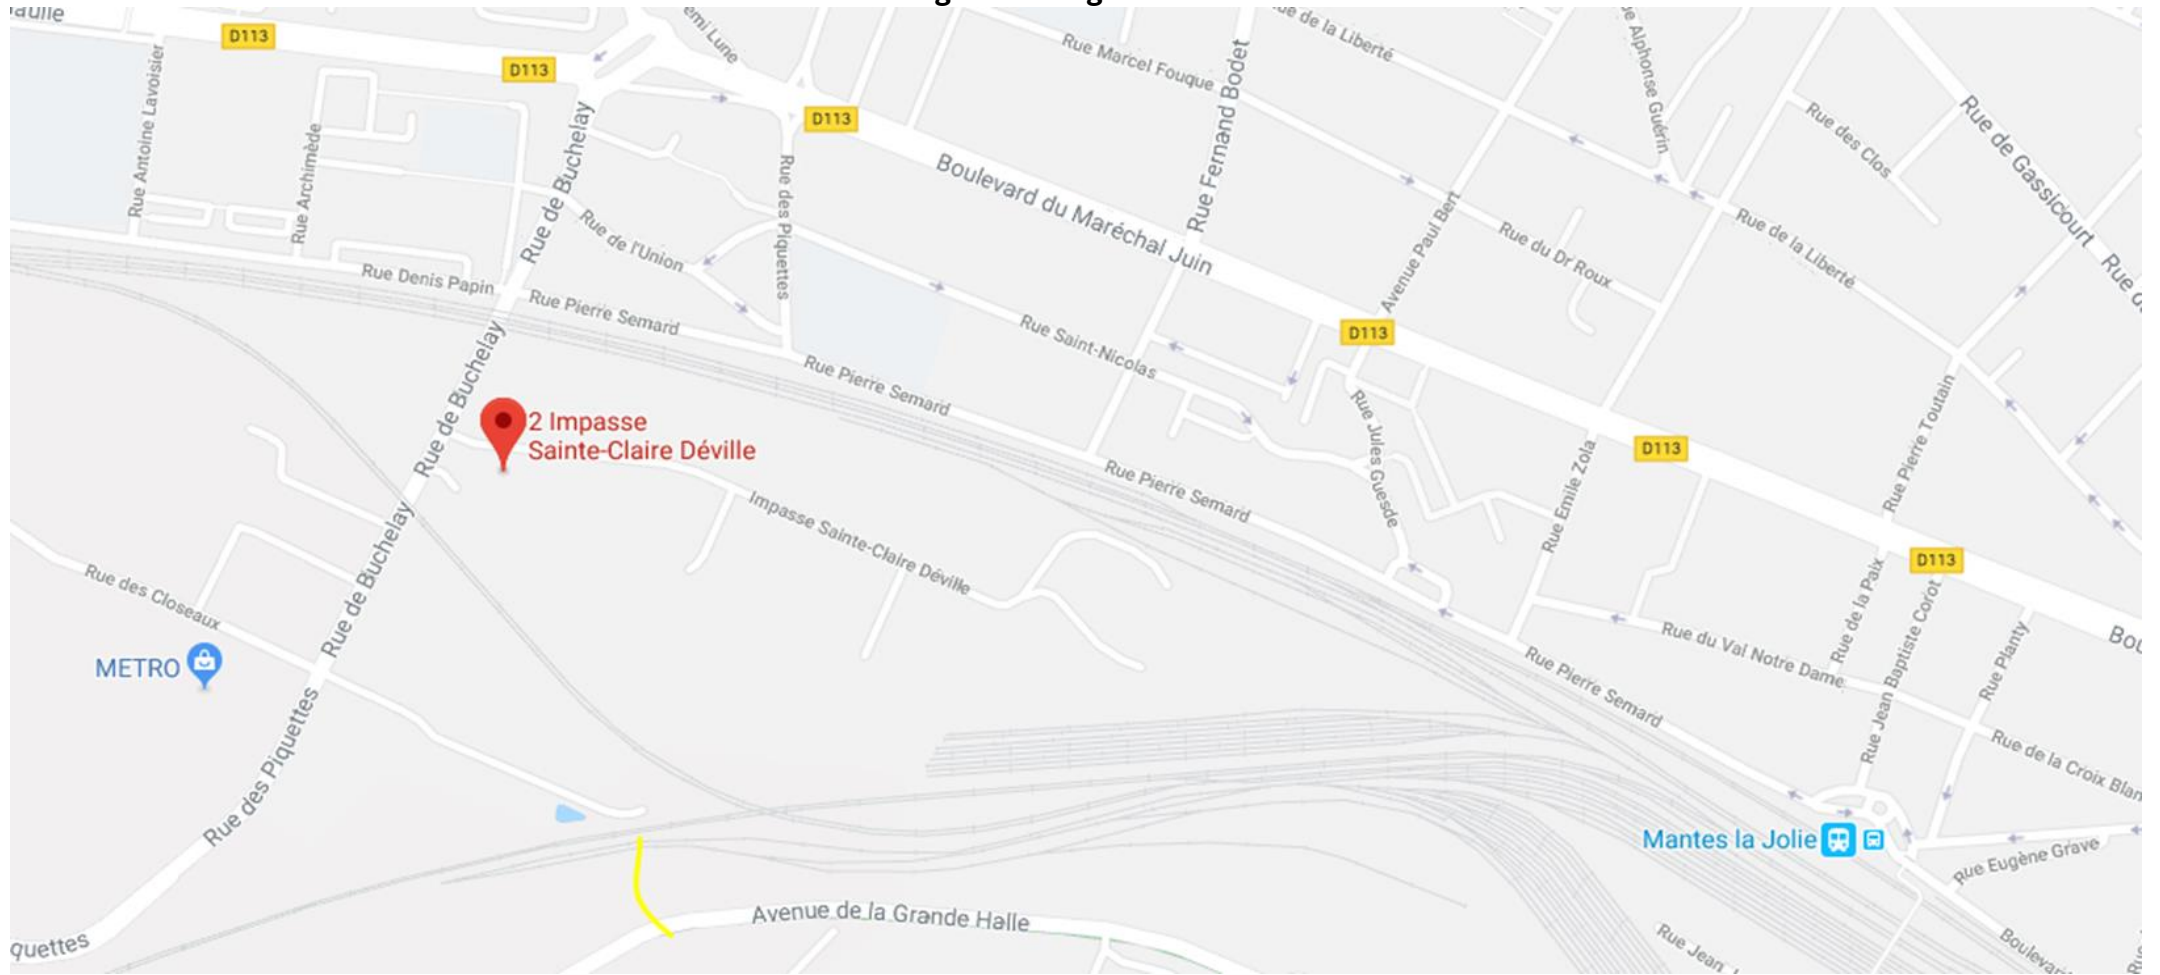 D113
D113
Rue Marcel Fouque
Rue Fernand Bodet
de la Liberté
Rue Alphonse Guérin
Rue des Clos
Rue de Gassicourt
Rue Antoine Lavoisier
Rue Archimède
Rue de Buchelay
D113
Rue des Piquettes
Boulevard du Maréchal Juin
Avenue Paul Bert
Rue du Dr Roux
Rue de la Liberté
Rue de l'Union
Rue Denis Papin
Rue Pierre Semard
Rue Saint-Nicolas
D113
Rue de Buchelay
2 Impasse
Sainte-Claire Déville
Rue Pierre Semard
Rue Jules Guesde
Rue Emile Zola
D113
Rue Pierre Toutain
Impasse Sainte-Claire Déville
Rue Pierre Semard
D113
Rue des Closeaux
Rue de Buchelay
METRO
Rue des Piquettes
Rue Pierre Semard
Rue du Val Notre Dame
Rue de la Paix
Rue Jean Baptiste Corot
Rue Planty
Bou
Rue de la Croix Blan
Mantes la Jolie
Rue Eugène Grave
Avenue de la Grande Halle
quettes
Rue Jean
Boulevard